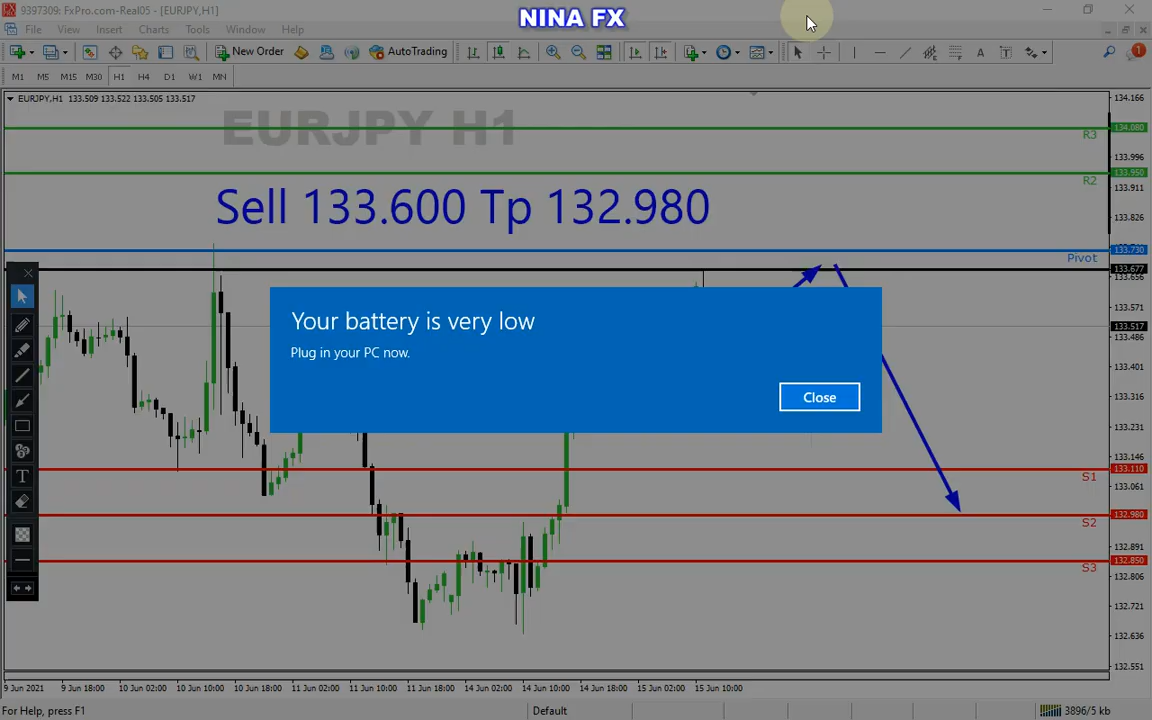 9397309: FxPro.com-Real05 - [EURJPY,H1]
NINA FX
File View Insert Charts Tools Window Help
New Order AutoTrading 1
M1 M5 M15 M30 H1 H4 D1 W1 MN
EURJPY,H1 133.509 133.522 133.505 133.517
134.166
EURJPY H1
134.080
R3
133.996
133.950
R2
133.911
Sell 133.600 Tp 132.980
133.826
133.730
Pivot
133.677
133.656
133.571
Your battery is very low
133.517
133.486
Plug in your PC now.
133.401
Close
133.316
133.231
133.146
133.110
S1
133.061
T
132.980
S2
132.891
132.850
S3
132.806
132.721
132.636
132.551
9 Jun 2021 9 Jun 18:00 10 Jun 02:00 10 Jun 10:00 10 Jun 18:00 11 Jun 02:00 11 Jun 10:00 11 Jun 18:00 14 Jun 02:00 14 Jun 10:00 14 Jun 18:00 15 Jun 02:00 15 Jun 10:00
For Help, press F1 Default 3896/5 kb